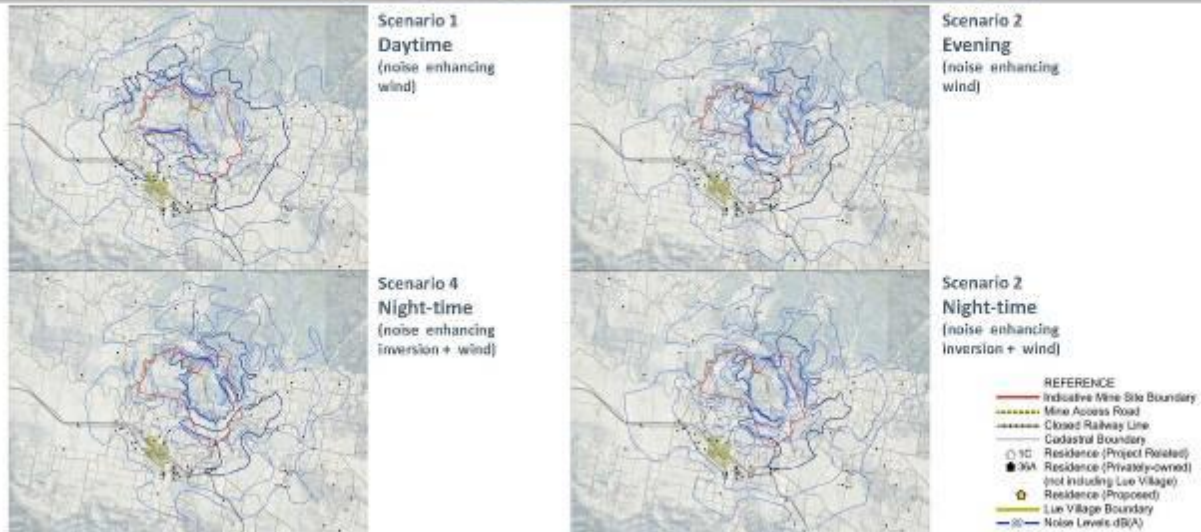 Scenario 1
Daytime
(noise enhancing
wind)
Scenario 2
Evening
(noise enhancing
wind)
Scenario 4
Night-time
(noise enhancing
inversion + wind)
Scenario 2
Night-time
(noise enhancing
inversion + wind)
REFERENCE
Indicative Mine Site Boundary
Mine Access Road
Closed Railway Line
Cadastral Boundary
1C Residence (Project Related)
36A Residence (Privately-owned)
(not including Lue Village)
Residence (Proposed)
Lue Village Boundary
Noise Levels dB(A)